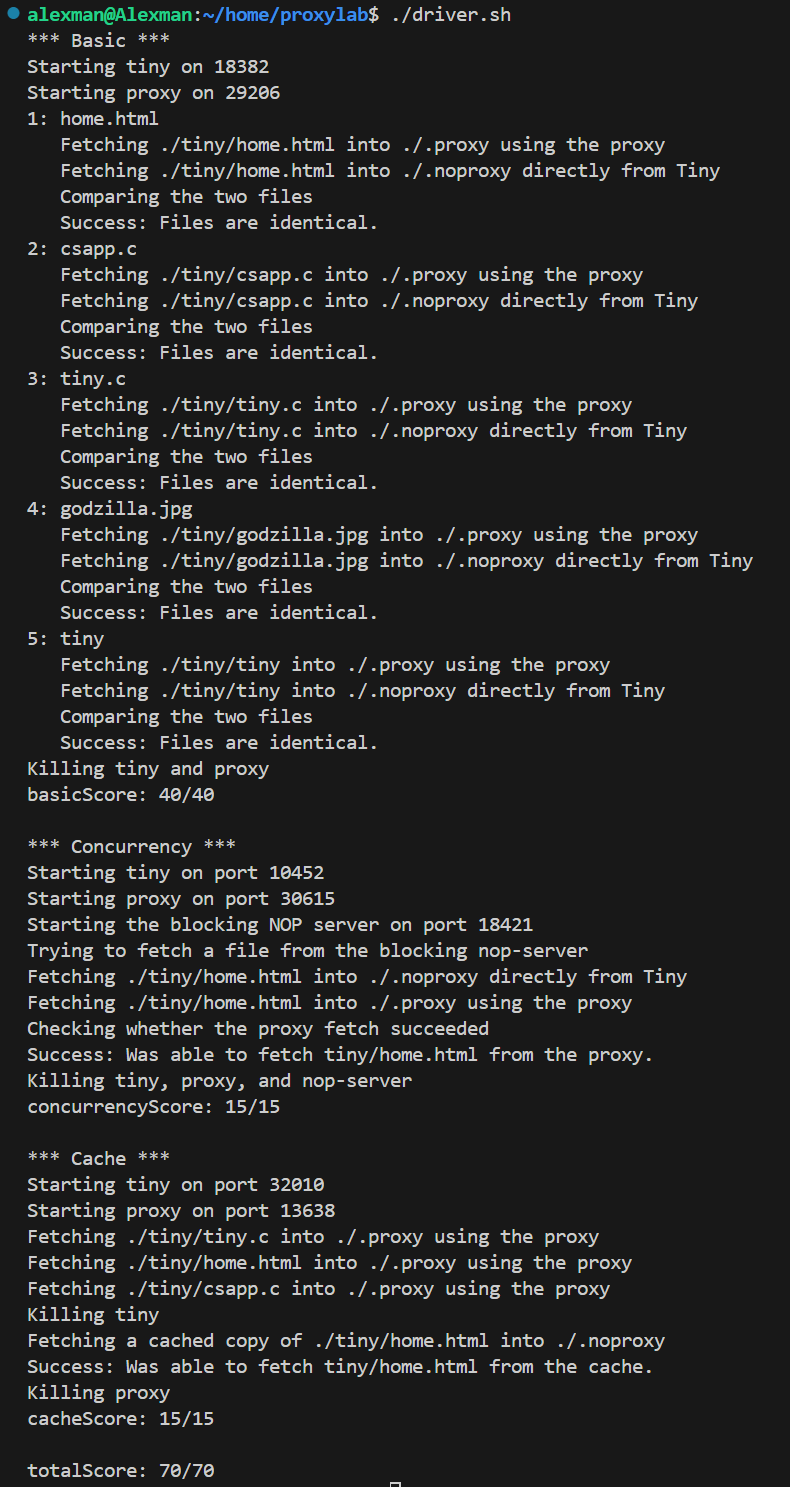 alexman@Alexman:~/home/proxylab$ ./driver.sh
*** Basic ***
Starting tiny on 18382
Starting proxy on 29206
1: home.html
   Fetching ./tiny/home.html into ./.proxy using the proxy
   Fetching ./tiny/home.html into ./.noproxy directly from Tiny
   Comparing the two files
   Success: Files are identical.
2: csapp.c
   Fetching ./tiny/csapp.c into ./.proxy using the proxy
   Fetching ./tiny/csapp.c into ./.noproxy directly from Tiny
   Comparing the two files
   Success: Files are identical.
3: tiny.c
   Fetching ./tiny/tiny.c into ./.proxy using the proxy
   Fetching ./tiny/tiny.c into ./.noproxy directly from Tiny
   Comparing the two files
   Success: Files are identical.
4: godzilla.jpg
   Fetching ./tiny/godzilla.jpg into ./.proxy using the proxy
   Fetching ./tiny/godzilla.jpg into ./.noproxy directly from Tiny
   Comparing the two files
   Success: Files are identical.
5: tiny
   Fetching ./tiny/tiny into ./.proxy using the proxy
   Fetching ./tiny/tiny into ./.noproxy directly from Tiny
   Comparing the two files
   Success: Files are identical.
Killing tiny and proxy
basicScore: 40/40

*** Concurrency ***
Starting tiny on port 10452
Starting proxy on port 30615
Starting the blocking NOP server on port 18421
Trying to fetch a file from the blocking nop-server
Fetching ./tiny/home.html into ./.noproxy directly from Tiny
Fetching ./tiny/home.html into ./.proxy using the proxy
Checking whether the proxy fetch succeeded
Success: Was able to fetch tiny/home.html from the proxy.
Killing tiny, proxy, and nop-server
concurrencyScore: 15/15

*** Cache ***
Starting tiny on port 32010
Starting proxy on port 13638
Fetching ./tiny/tiny.c into ./.proxy using the proxy
Fetching ./tiny/home.html into ./.proxy using the proxy
Fetching ./tiny/csapp.c into ./.proxy using the proxy
Killing tiny
Fetching a cached copy of ./tiny/home.html into ./.noproxy
Success: Was able to fetch tiny/home.html from the cache.
Killing proxy
cacheScore: 15/15

totalScore: 70/70